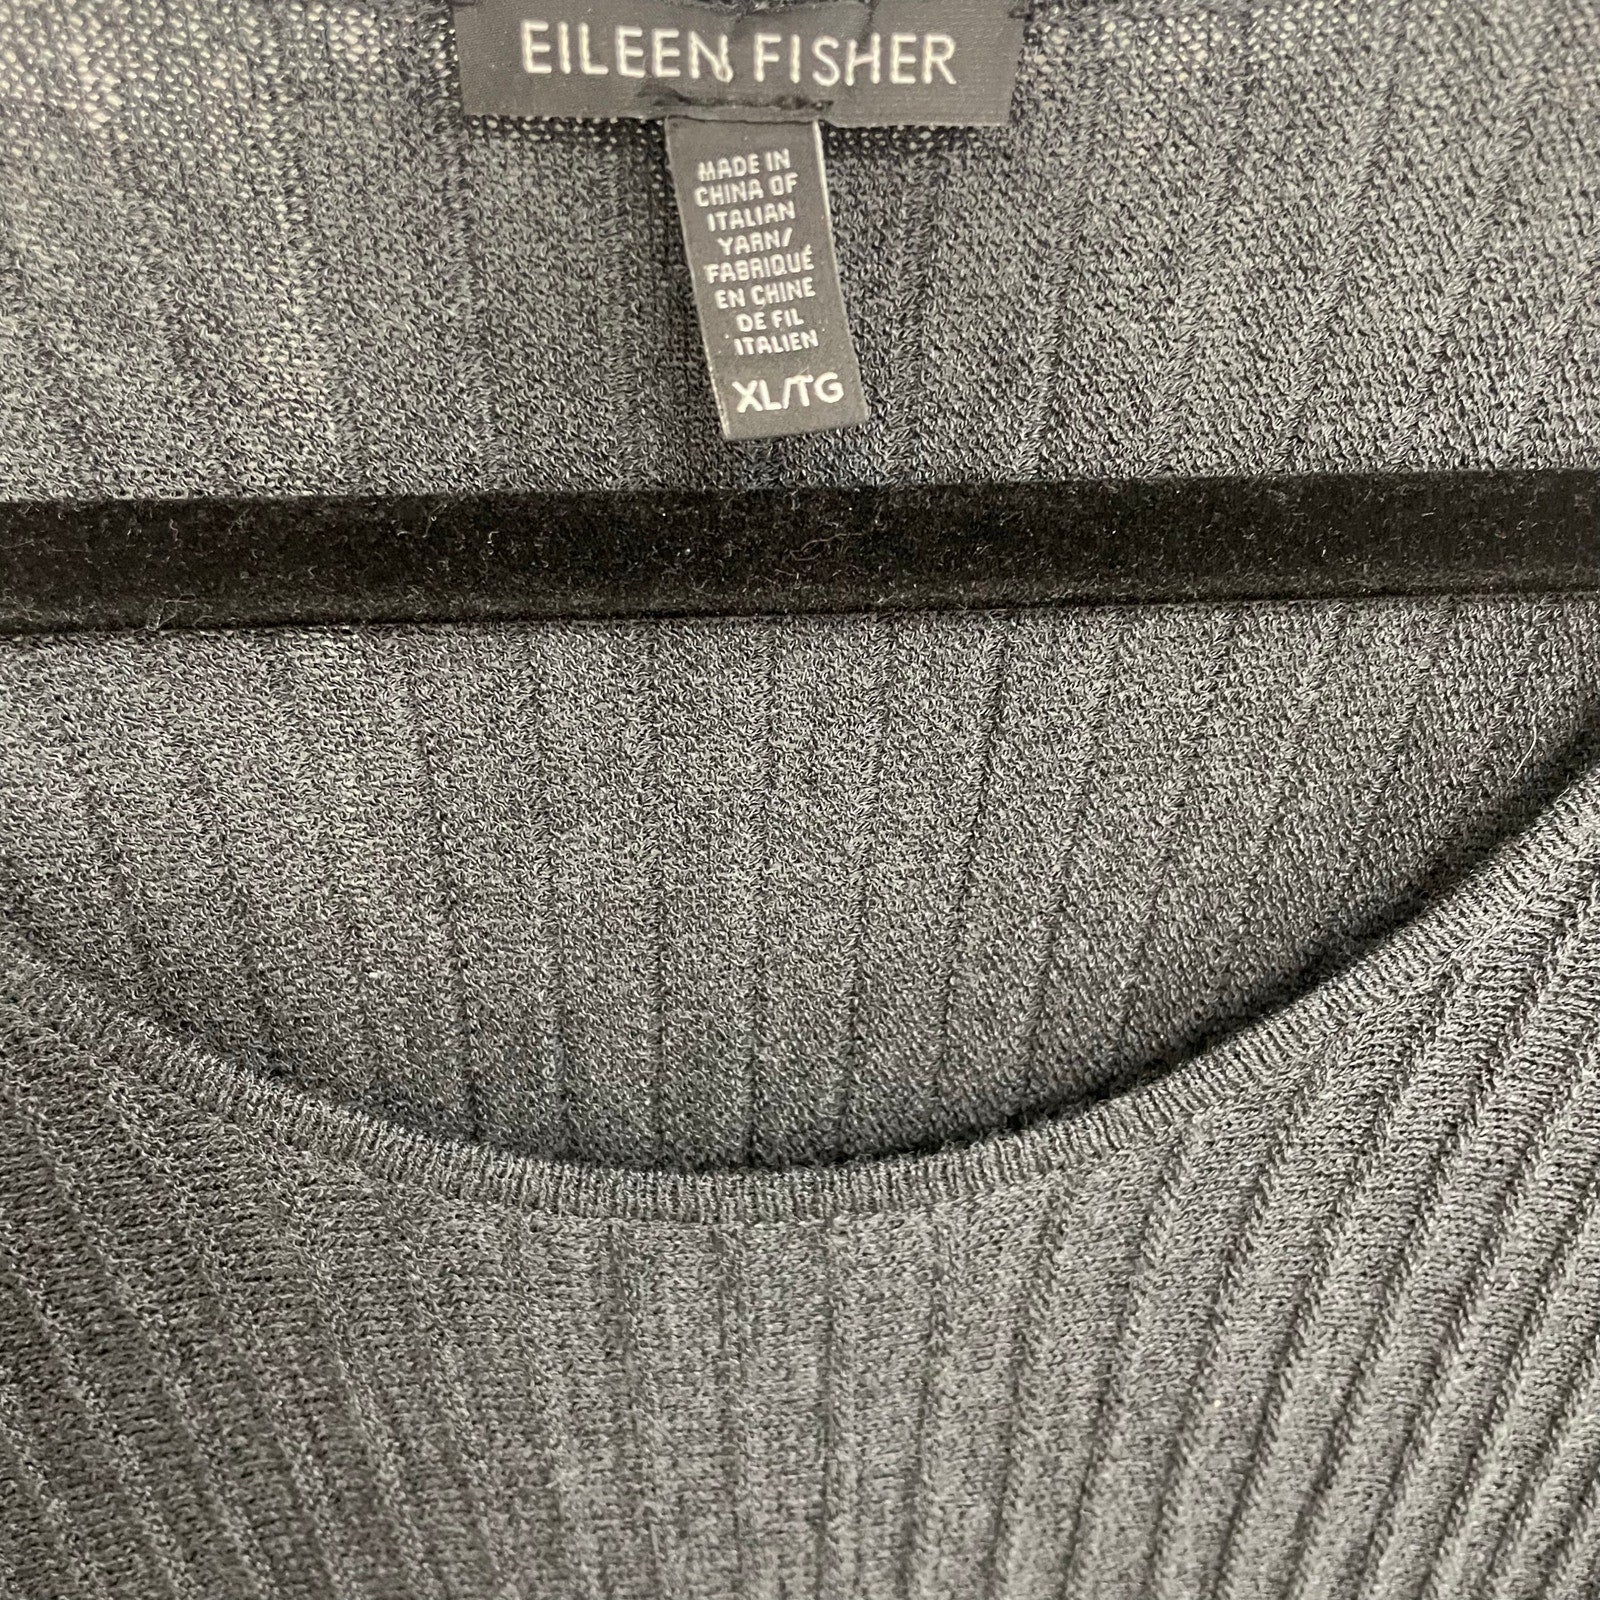 EILEEN FISHER
MADE IN
CHINA OF
ITALIAN
YARN/
FABRIQUÉ
EN CHINE
DE FIL
ITALIEN
XL/TG